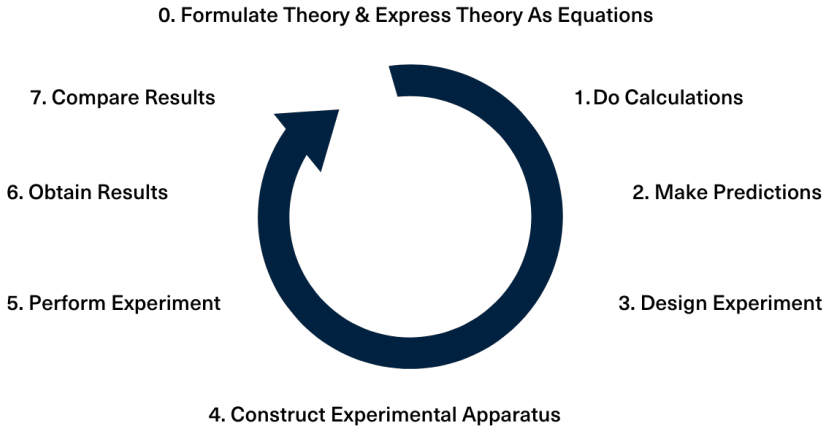 0. Formulate Theory & Express Theory As Equations
1. Do Calculations
2. Make Predictions
3. Design Experiment
4. Construct Experimental Apparatus
5. Perform Experiment
6. Obtain Results
7. Compare Results